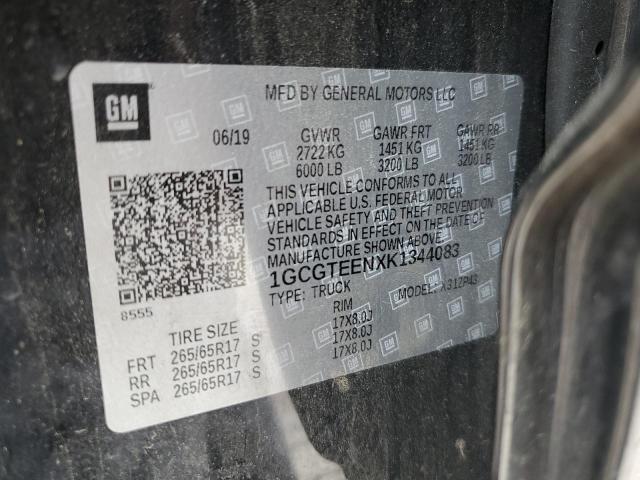 GM
MFD BY GENERAL MOTORS LLC
06/19 GVWR GAWR FRT GAWR RR
2722 KG 1451 KG 1451 KG
6000 LB 3200 LB 3200 LB
THIS VEHICLE CONFORMS TO ALL
APPLICABLE U.S. FEDERAL MOTOR
VEHICLE SAFETY AND THEFT PREVENTION
STANDARDS IN EFFECT ON THE DATE OF
MANUFACTURE SHOWN ABOVE.
1GCGTEENXK1344083
TYPE: TRUCK MODEL: X31ZP43
8555
TIRE SIZE RIM
FRT 265/65R17 S 17X8.0J
RR 265/65R17 S 17X8.0J
SPA 265/65R17 S 17X8.0J